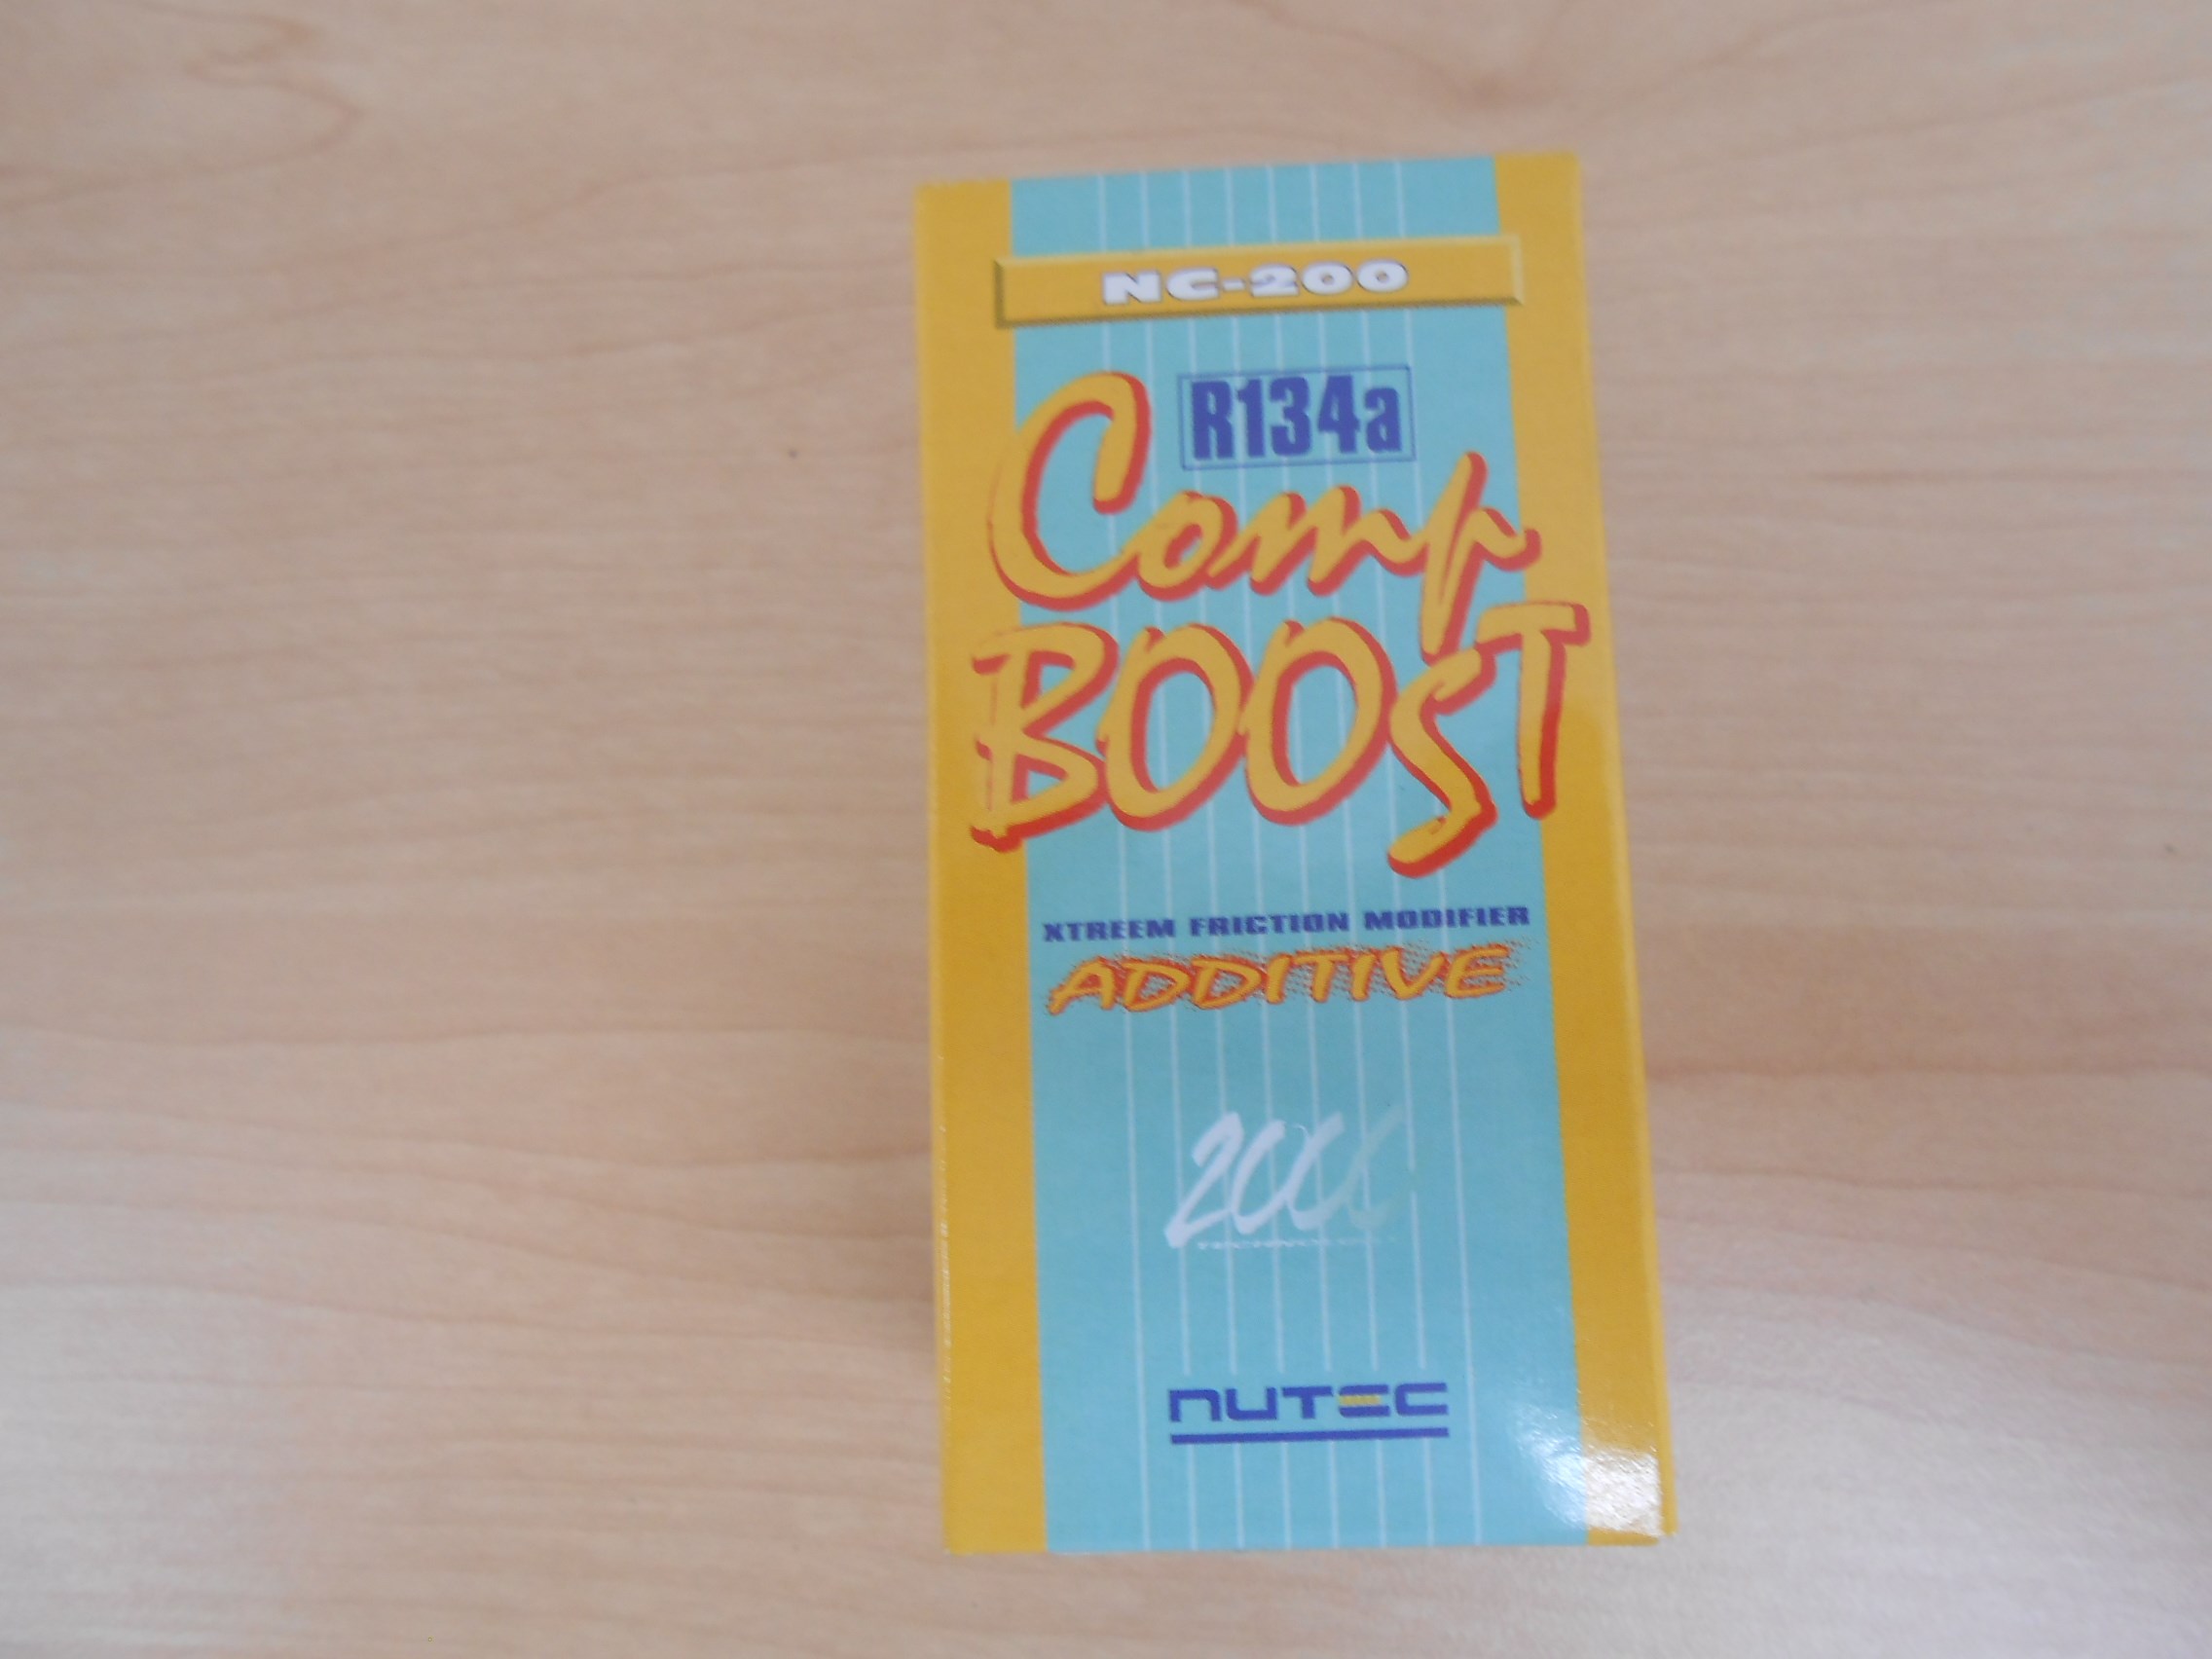 NC-200
R134a
Comp
BOOST
XTREEM FRICTION MODIFIER
ADDITIVE
2000
NUTEC